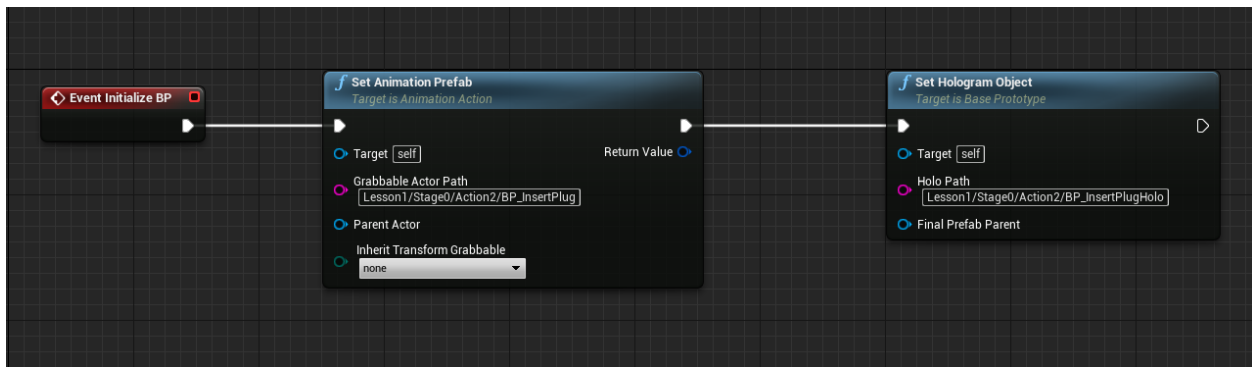 Event Initialize BP
Set Animation Prefab
Target is Animation Action
Target self
Return Value
Grabbable Actor Path
Lesson1/Stage0/Action2/BP_InsertPlug
Parent Actor
Inherit Transform Grabbable
none
Set Hologram Object
Target is Base Prototype
Target self
Holo Path
Lesson1/Stage0/Action2/BP_InsertPlugHolo
Final Prefab Parent